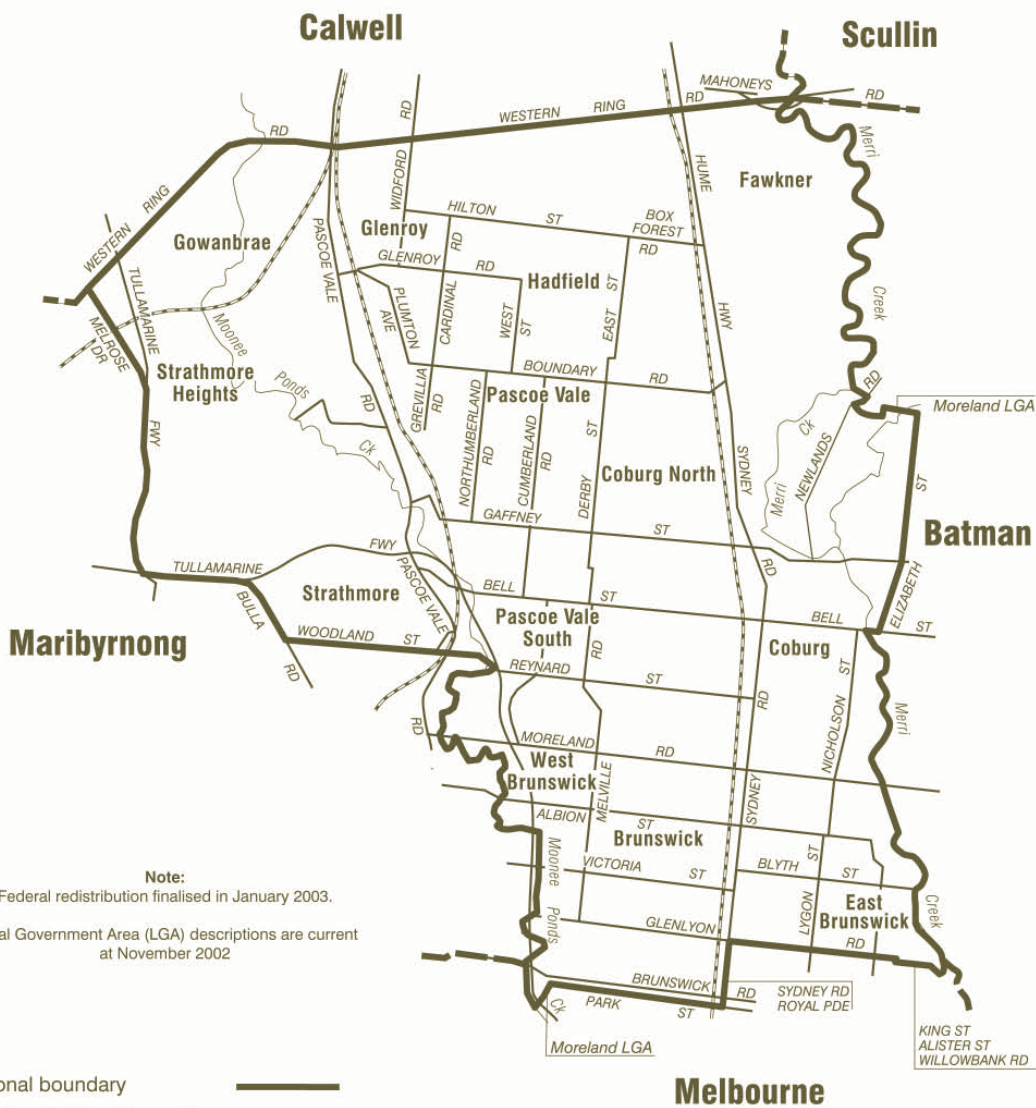 Calwell
Scullin
MAHONEYS
RD
WESTERN RING RD
RD
WIDFORD
RD
HUME
Merri
Fawkner
WESTERN RING
RD
Gowanbrae
PASCOE VALE
Glenroy
HILTON ST
BOX
FOREST
RD
GLENROY RD
CARDINAL
RD
Hadfield
WEST
ST
EAST
ST
HWY
Creek
TULLAMARINE
MELROSE
DR
Moonee
PLUMTON
AVE
Strathmore
Heights
Ponds
RD
Ck
BOUNDARY RD
Pascoe Vale
GREVILLIA
RD
NORTHUMBERLAND
RD
CUMBERLAND
RD
DERBY
ST
RD
Moreland LGA
FWY
Coburg North
SYDNEY
RD
Merri
Ck
NEWLANDS
ST
GAFFNEY ST
Batman
ELIZABETH
TULLAMARINE
FWY
PASCOE VALE
BELL ST
BELL ST
Strathmore
BULLA
RD
WOODLAND ST
Pascoe Vale
South
RD
Coburg
Maribyrnong
REYNARD ST
RD
NICHOLSON
ST
Merri
RD
MORELAND RD
West
Brunswick
MELVILLE
SYDNEY
ALBION ST
Brunswick
Moonee
VICTORIA ST
BLYTH ST
LYGON
ST
East
Brunswick
Creek
Ponds
GLENLYON
RD
BRUNSWICK
RD
PARK ST
Ck
SYDNEY RD
ROYAL PDE
KING ST
ALISTER ST
WILLOWBANK RD
Moreland LGA
Melbourne
Note:
Federal redistribution finalised in January 2003.
al Government Area (LGA) descriptions are current
at November 2002
onal boundary